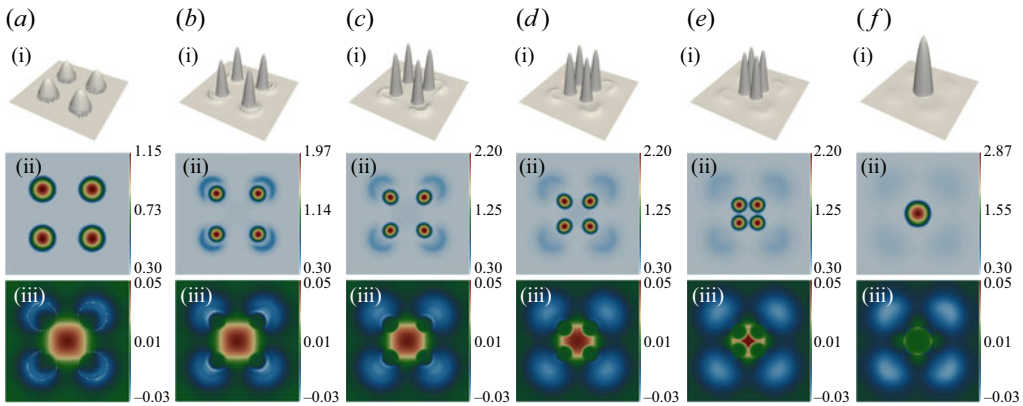 (a) (b) (c) (d) (e) (f)
(i) (i) (i) (i) (i) (i)
(ii) 1.15 (ii) 1.97 (ii) 2.20 (ii) 2.20 (ii) 2.20 (ii) 2.87
0.73 1.14 1.25 1.25 1.25 1.55
0.30 0.30 0.30 0.30 0.30 0.30
(iii) 0.05 (iii) 0.05 (iii) 0.05 (iii) 0.05 (iii) 0.05 (iii) 0.05
0.01 0.01 0.01 0.01 0.01 0.01
–0.03 –0.03 –0.03 –0.03 –0.03 –0.03